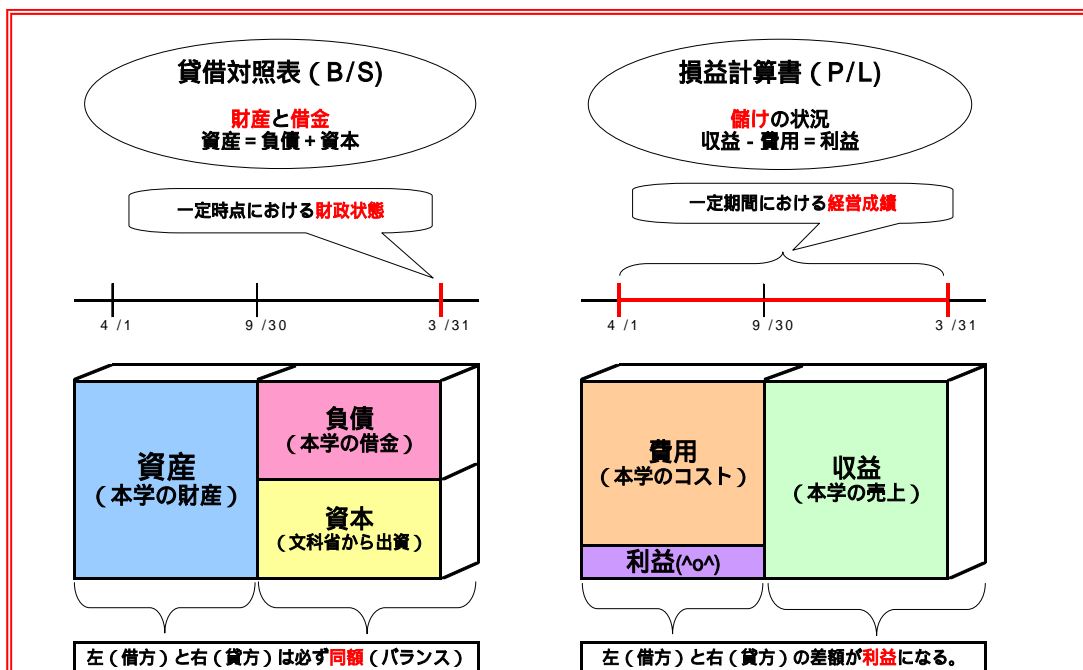 貸借対照表（B/S)
財産と借金
資産＝負債＋資本
一定時点における財政状態
4 /1
9 /30
3 /31
資産
（本学の財産）
負債
（本学の借金）
資本
（文科省から出資）
左（借方）と右（貸方）は必ず同額（バランス）
損益計算書（P/L)
儲けの状況
収益 - 費用＝利益
一定期間における経営成績
4 /1
9 /30
3 /31
費用
（本学のコスト）
利益(^o^)
収益
（本学の売上）
左（借方）と右（貸方）の差額が利益になる。